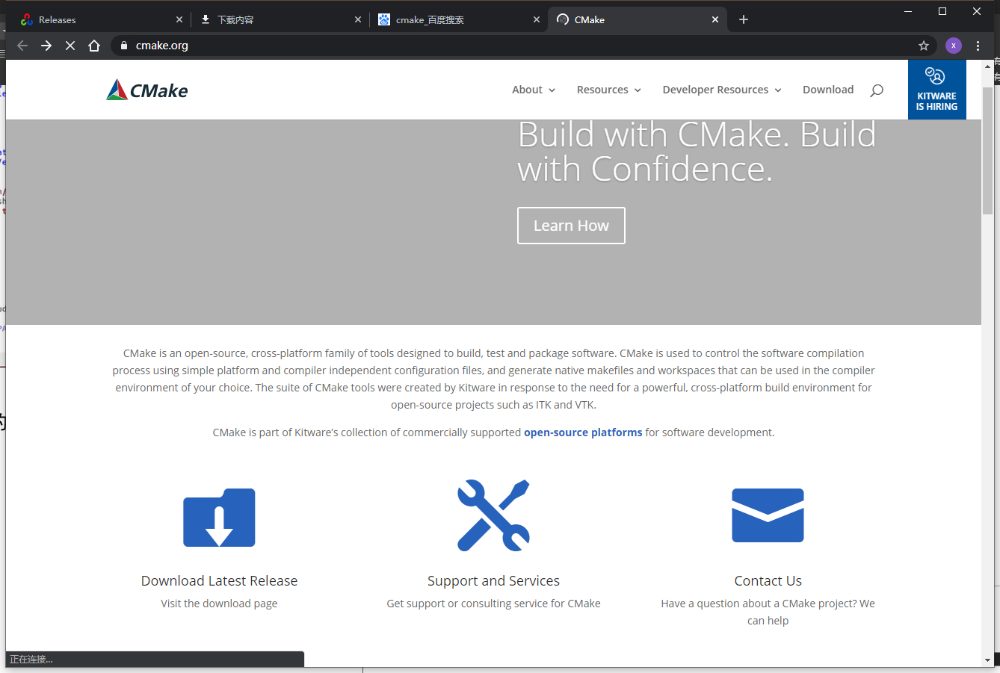 Releases
下载内容
cmake_百度搜索
CMake
cmake.org
x
CMake
About
Resources
Developer Resources
Download
KITWARE
IS HIRING
Build with CMake. Build
with Confidence.
Learn How
CMake is an open-source, cross-platform family of tools designed to build, test and package software. CMake is used to control the software compilation
process using simple platform and compiler independent configuration files, and generate native makefiles and workspaces that can be used in the compiler
environment of your choice. The suite of CMake tools were created by Kitware in response to the need for a powerful, cross-platform build environment for
open-source projects such as ITK and VTK.
CMake is part of Kitware’s collection of commercially supported open-source platforms for software development.
Download Latest Release
Visit the download page
Support and Services
Get support or consulting service for CMake
Contact Us
Have a question about a CMake project? We
can help
正在连接...